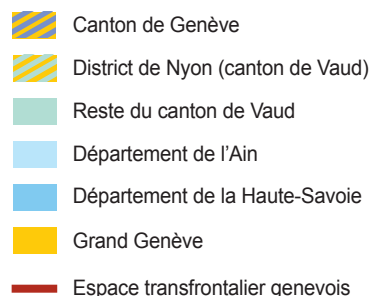 Canton de Genève
District de Nyon (canton de Vaud)
Reste du canton de Vaud
Département de l'Ain
Département de la Haute-Savoie
Grand Genève
Espace transfrontalier genevois